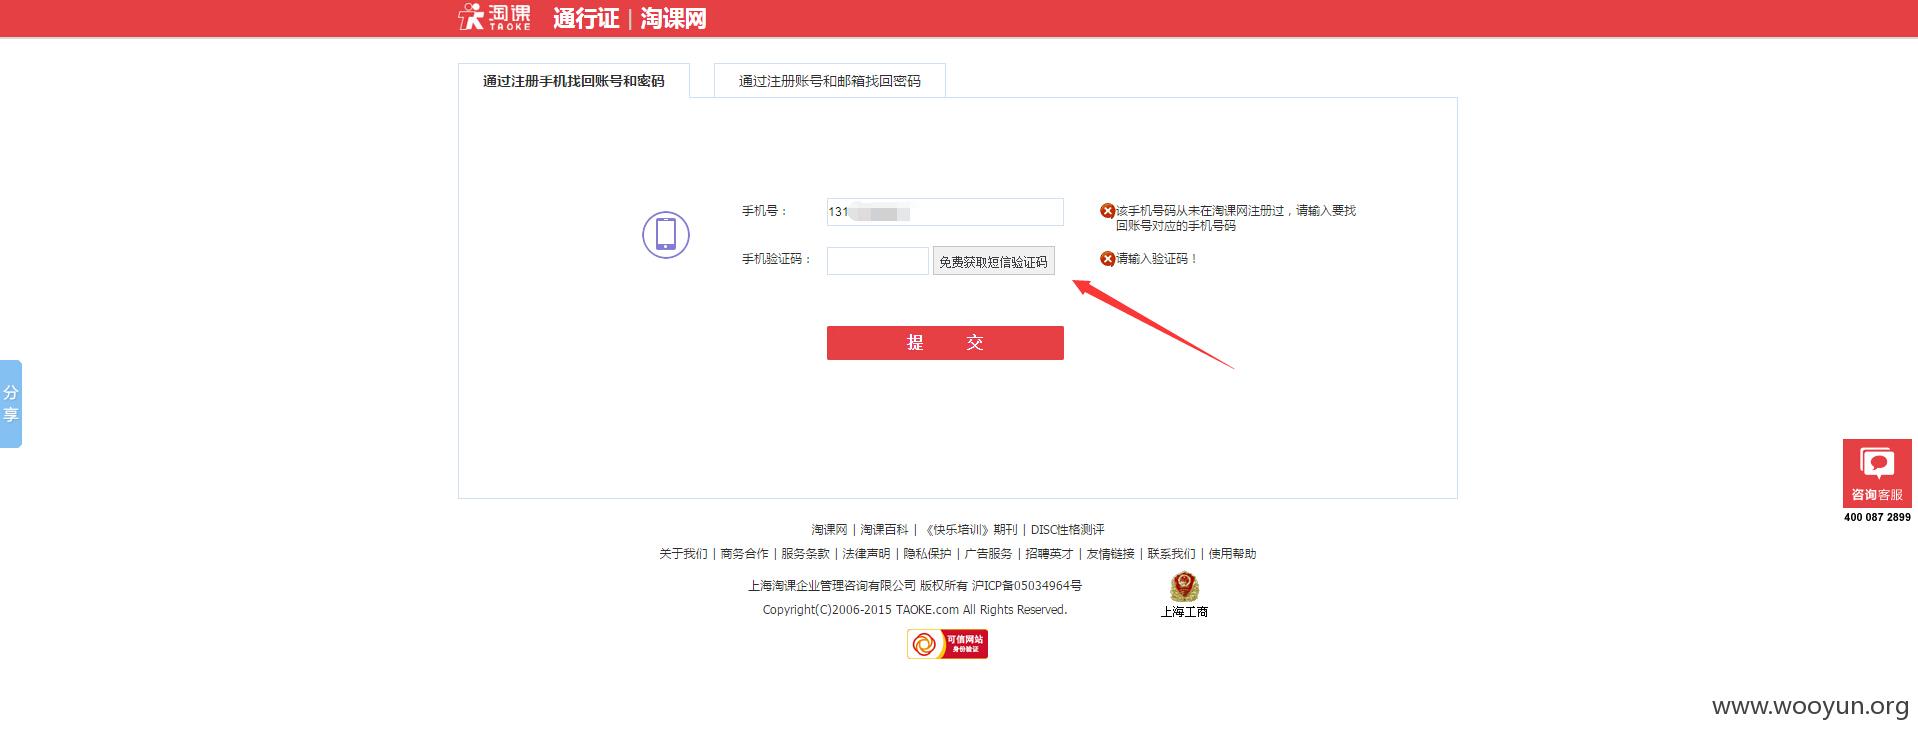 淘课
TAOKE
通行证 | 淘课网
通过注册手机找回账号和密码
通过注册账号和邮箱找回密码
手机号：
131
该手机号码从未在淘课网注册过，请输入要找
回账号对应的手机号码
手机验证码：
免费获取短信验证码
请输入验证码！
提 交
分
享
咨询客服
400 087 2899
淘课网 | 淘课百科 | 《快乐培训》期刊 | DISC性格测评
关于我们 | 商务合作 | 服务条款 | 法律声明 | 隐私保护 | 广告服务 | 招聘英才 | 友情链接 | 联系我们 | 使用帮助
上海淘课企业管理咨询有限公司 版权所有 沪ICP备05034964号
Copyright(C)2006-2015 TAOKE.com All Rights Reserved.
上海工商
可信网站
身份验证
www.wooyun.org